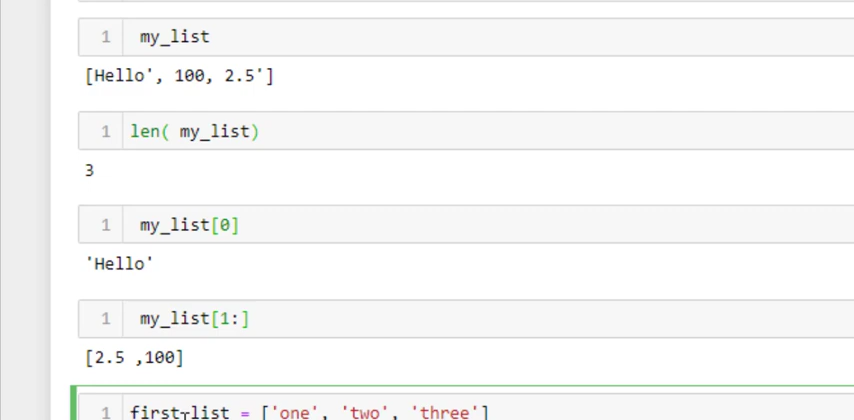 1 my_list
[Hello', 100, 2.5']
1 len( my_list)
3
1 my_list[0]
'Hello'
1 my_list[1:]
[2.5 ,100]
1 first_list = ['one', 'two', 'three']